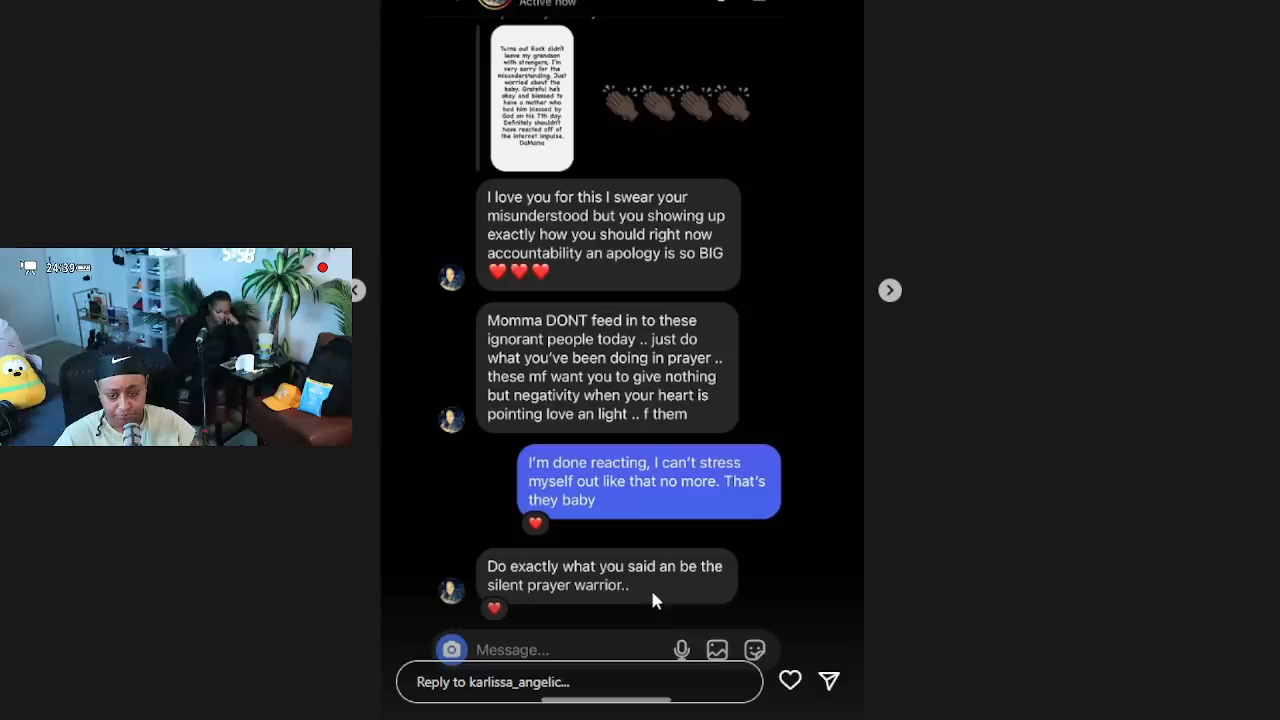 Active now
Turns out Rock didn't
leave my grandson
with strangers, I'm
very sorry for the
misunderstanding. Just
worried about the
baby. Grateful he's
okay and blessed to
have a mother who
had him blessed by
God on his 7th day.
Definitely shouldn't
have reacted off of
the internet impulse.
DaMama
I love you for this I swear your
misunderstood but you showing up
exactly how you should right now
accountability an apology is so BIG
❤️❤️❤️
Momma DONT feed in to these
ignorant people today .. just do
what you've been doing in prayer ..
these mf want you to give nothing
but negativity when your heart is
pointing love an light .. f them
I'm done reacting, I can't stress
myself out like that no more. That's
they baby
Do exactly what you said an be the
silent prayer warrior..
Message...
Reply to karlissa_angelic...
24:39
5:58